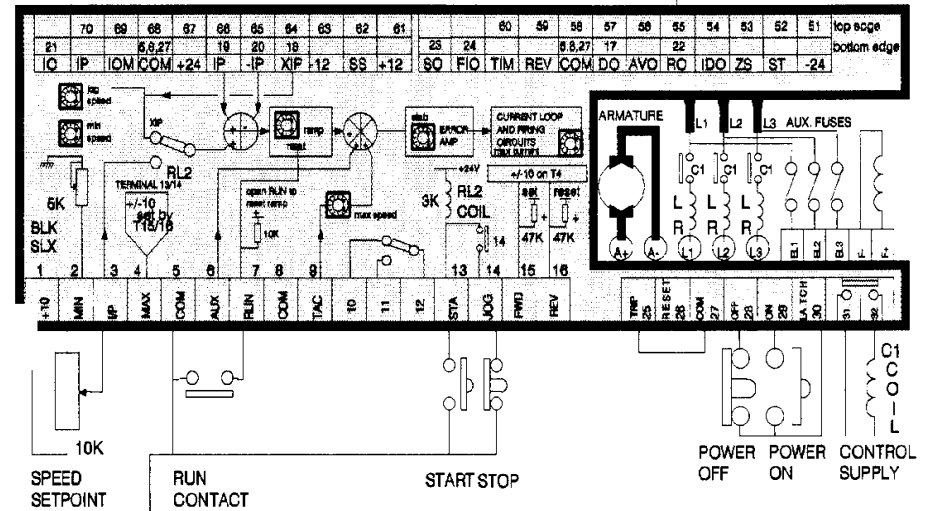 70 69 68 67 66 65 64 63 62 61 60 59 58 57 56 55 54 53 52 51 top edge
21 6,8,27 19 20 18 23 24 6,8,27 17 22 bottom edge
IO IP IOM COM +24 IP -IP XIP -12 SS +12 SO FIO TIM REV COM DO AVO RO IDO ZS ST -24
jog
speed
min
speed
XIP
ramp
reset
stab
ERROR
AMP
CURRENT LOOP
AND FIRING
CIRCUITS
max current
ARMATURE
L1 L2 L3 AUX. FUSES
RL2
TERMINAL 13/14
+/-10
set by
T15/16
open RUN to
reset ramp
10K
max speed
+24V
RL2
COIL
3K
14
+/-10 on T4
set reset
47K 47K
C1 C1 C1
L L L
R R R
5K
BLK
SLX
A+ A- L1 L2 L3 BL1 BL2 BL3 F- F+
1 2 3 4 5 6 7 8 9 10 11 12 13 14 15 16
+10 MIN I/P MAX COM AUX RUN COM TAC STA JOG FWD REV
TRIP 25 RESET 26 COM 27 OFF 28 ON 29 LATCH 30 31 32
C1
C
O
I
L
10K
SPEED
SETPOINT
RUN
CONTACT
START STOP
POWER
OFF
POWER
ON
CONTROL
SUPPLY